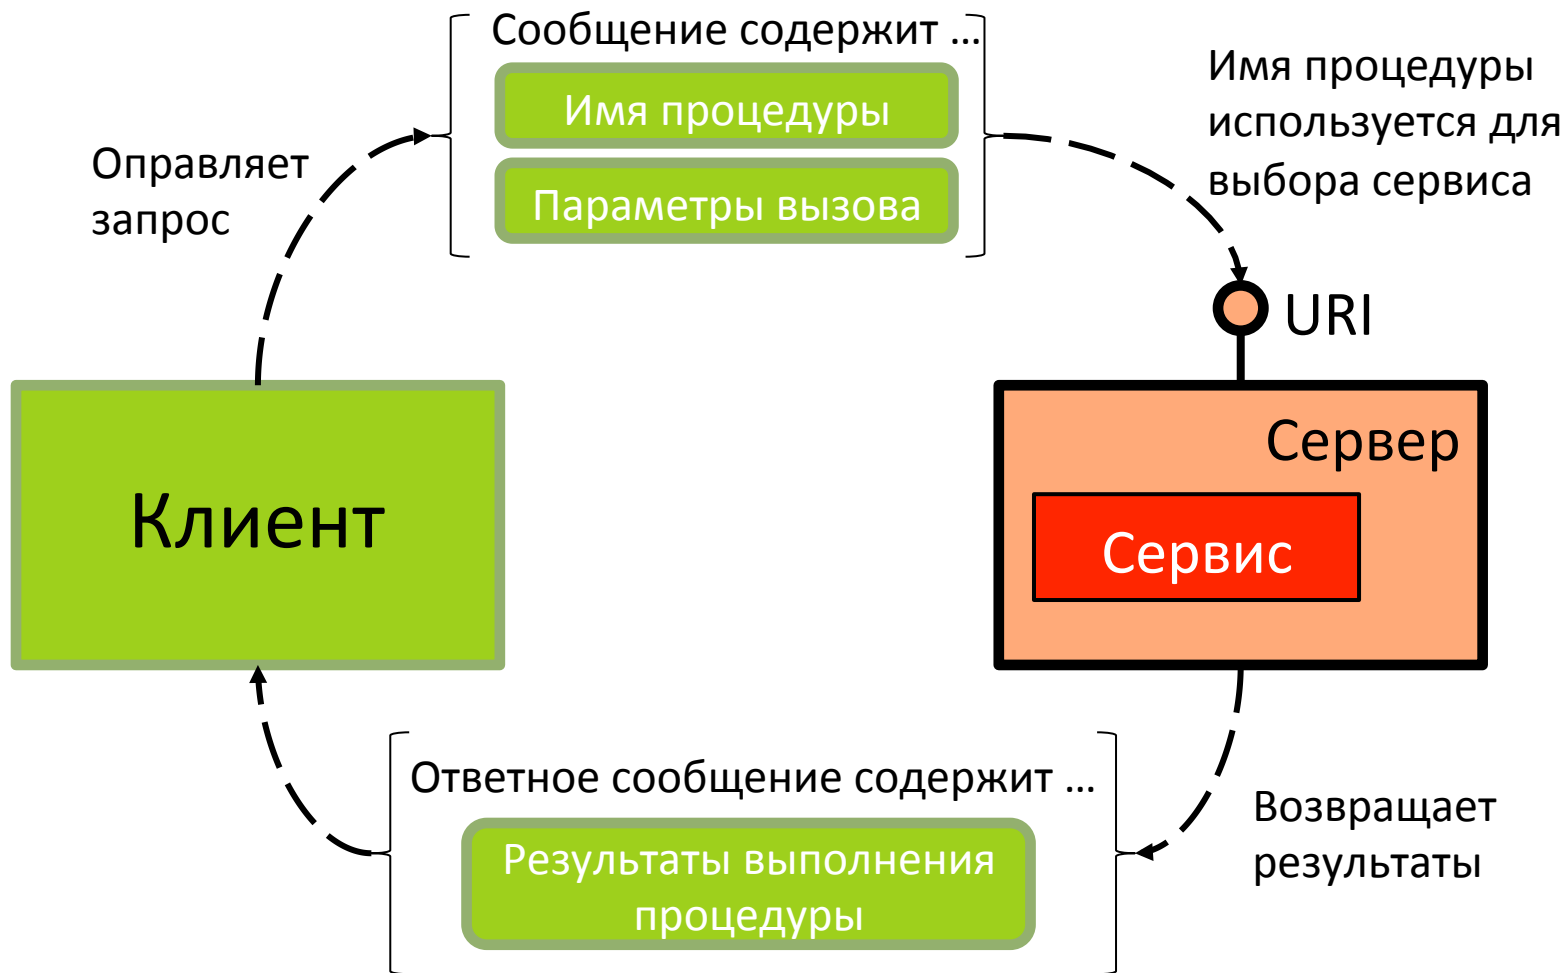 Сообщение содержит ...
Имя процедуры
Параметры вызова
Оправляет
запрос
Имя процедуры
используется для
выбора сервиса
URI
Клиент
Сервер
Сервис
Ответное сообщение содержит ...
Результаты выполнения
процедуры
Возвращает
результаты